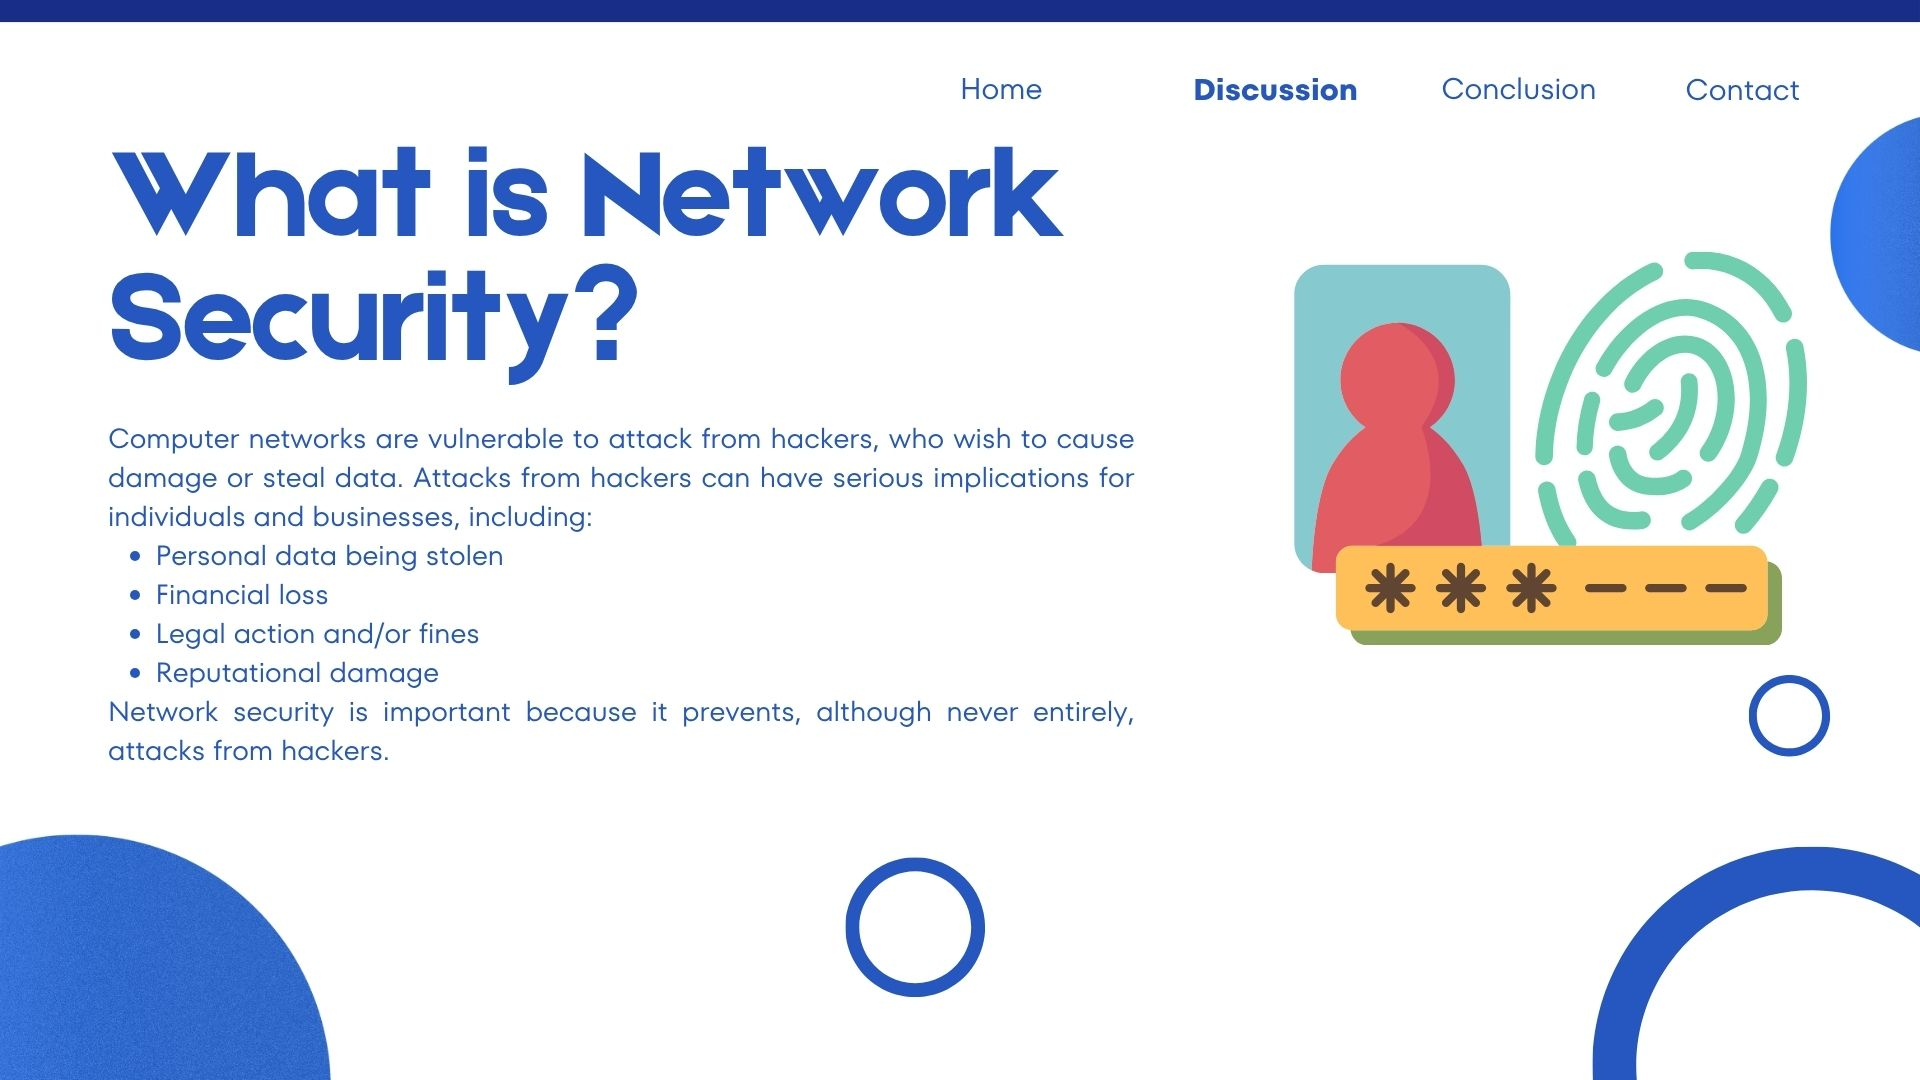 Home Discussion Conclusion Contact
What is Network
Security?
Computer networks are vulnerable to attack from hackers, who wish to cause
damage or steal data. Attacks from hackers can have serious implications for
individuals and businesses, including:
• Personal data being stolen
• Financial loss
• Legal action and/or fines
• Reputational damage
Network security is important because it prevents, although never entirely,
attacks from hackers.